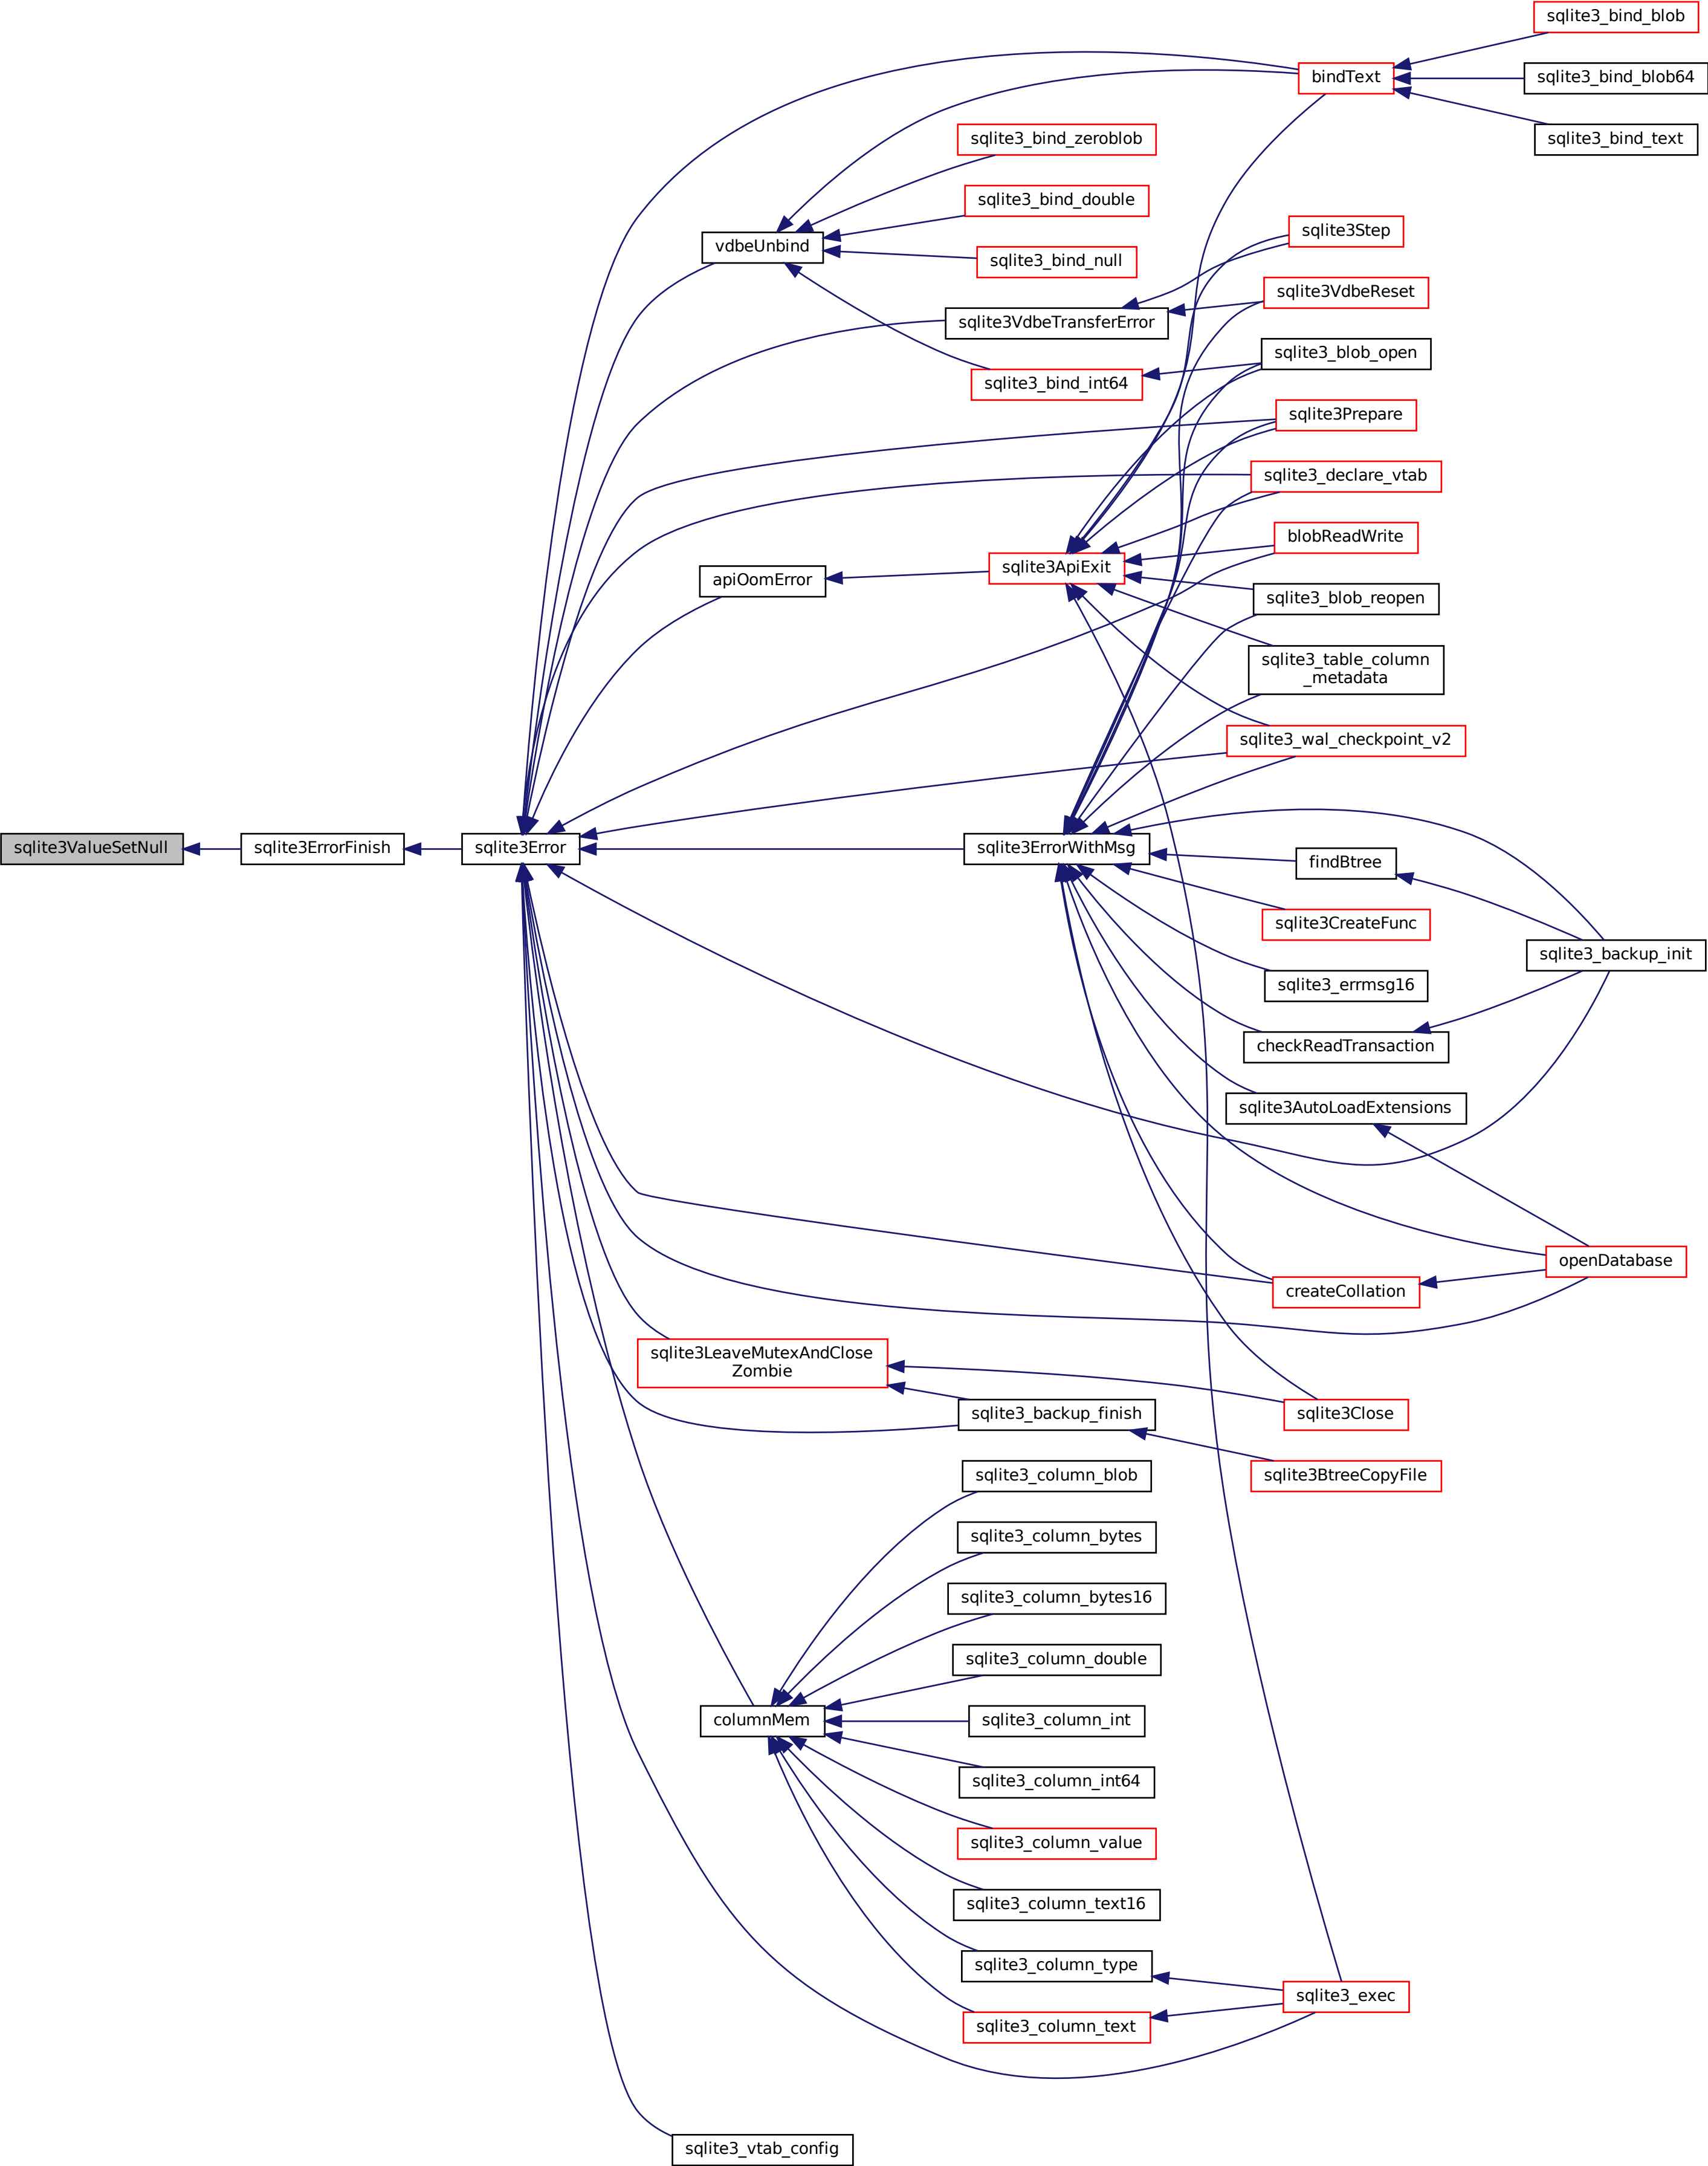 sqlite3_bind_blob
bindText
sqlite3_bind_blob64
sqlite3_bind_zeroblob
sqlite3_bind_text
sqlite3_bind_double
sqlite3Step
vdbeUnbind
sqlite3_bind_null
sqlite3VdbeReset
sqlite3VdbeTransferError
sqlite3_blob_open
sqlite3_bind_int64
sqlite3Prepare
sqlite3_declare_vtab
blobReadWrite
sqlite3ApiExit
apiOomError
sqlite3_blob_reopen
sqlite3_table_column
_metadata
sqlite3_wal_checkpoint_v2
sqlite3ValueSetNull
sqlite3ErrorFinish
sqlite3Error
sqlite3ErrorWithMsg
findBtree
sqlite3CreateFunc
sqlite3_backup_init
sqlite3_errmsg16
checkReadTransaction
sqlite3AutoLoadExtensions
openDatabase
createCollation
sqlite3LeaveMutexAndClose
Zombie
sqlite3_backup_finish
sqlite3Close
sqlite3_column_blob
sqlite3BtreeCopyFile
sqlite3_column_bytes
sqlite3_column_bytes16
sqlite3_column_double
columnMem
sqlite3_column_int
sqlite3_column_int64
sqlite3_column_value
sqlite3_column_text16
sqlite3_column_type
sqlite3_exec
sqlite3_column_text
sqlite3_vtab_config